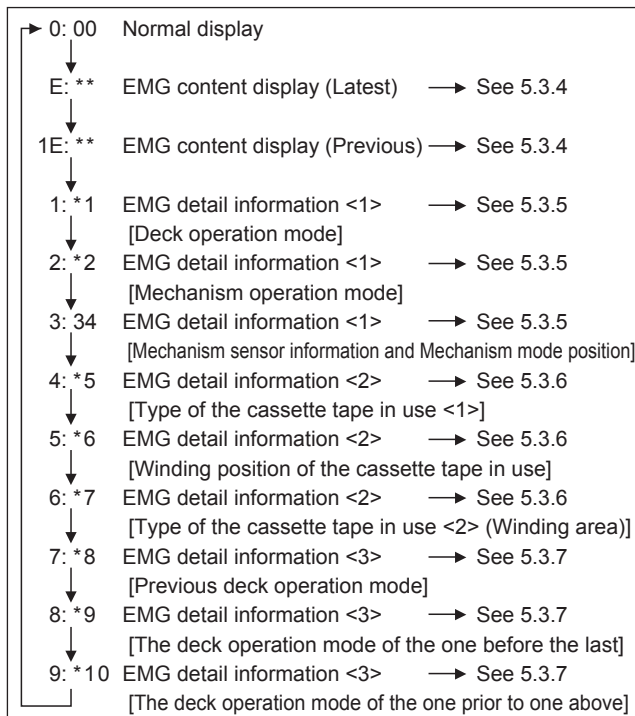 0: 00 Normal display
E: ** EMG content display (Latest) → See 5.3.4
1E: ** EMG content display (Previous) → See 5.3.4
1: *1 EMG detail information <1> → See 5.3.5
[Deck operation mode]
2: *2 EMG detail information <1> → See 5.3.5
[Mechanism operation mode]
3: 34 EMG detail information <1> → See 5.3.5
[Mechanism sensor information and Mechanism mode position]
4: *5 EMG detail information <2> → See 5.3.6
[Type of the cassette tape in use <1>]
5: *6 EMG detail information <2> → See 5.3.6
[Winding position of the cassette tape in use]
6: *7 EMG detail information <2> → See 5.3.6
[Type of the cassette tape in use <2> (Winding area)]
7: *8 EMG detail information <3> → See 5.3.7
[Previous deck operation mode]
8: *9 EMG detail information <3> → See 5.3.7
[The deck operation mode of the one before the last]
9: *10 EMG detail information <3> → See 5.3.7
[The deck operation mode of the one prior to one above]